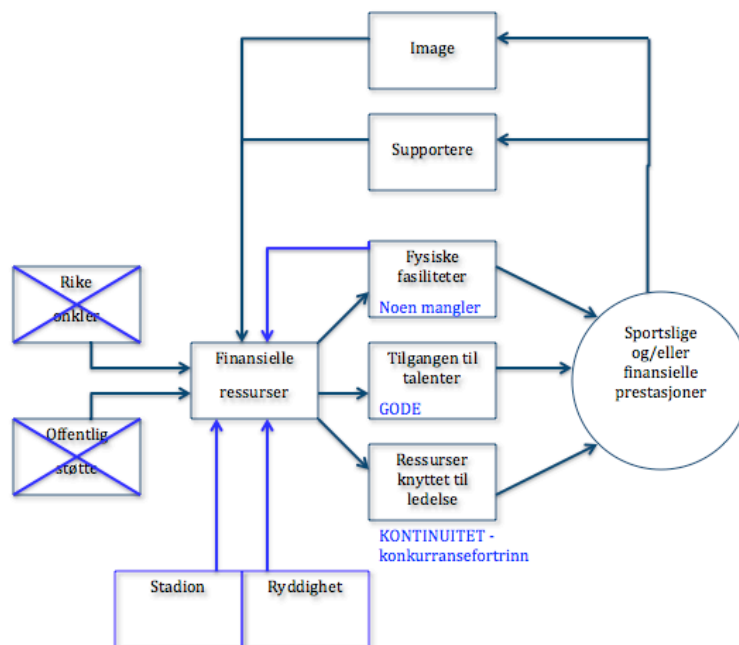 Image
Supportere
Fysiske
fasiliteter
Noen mangler
Rike
onkler
Finansielle
ressurser
Tilgangen til
talenter
GODE
Sportslige
og/eller
finansielle
prestasjoner
Offentlig
støtte
Ressurser
knyttet til
ledelse
KONTINUITET -
konkurransefortrinn
Stadion
Ryddighet